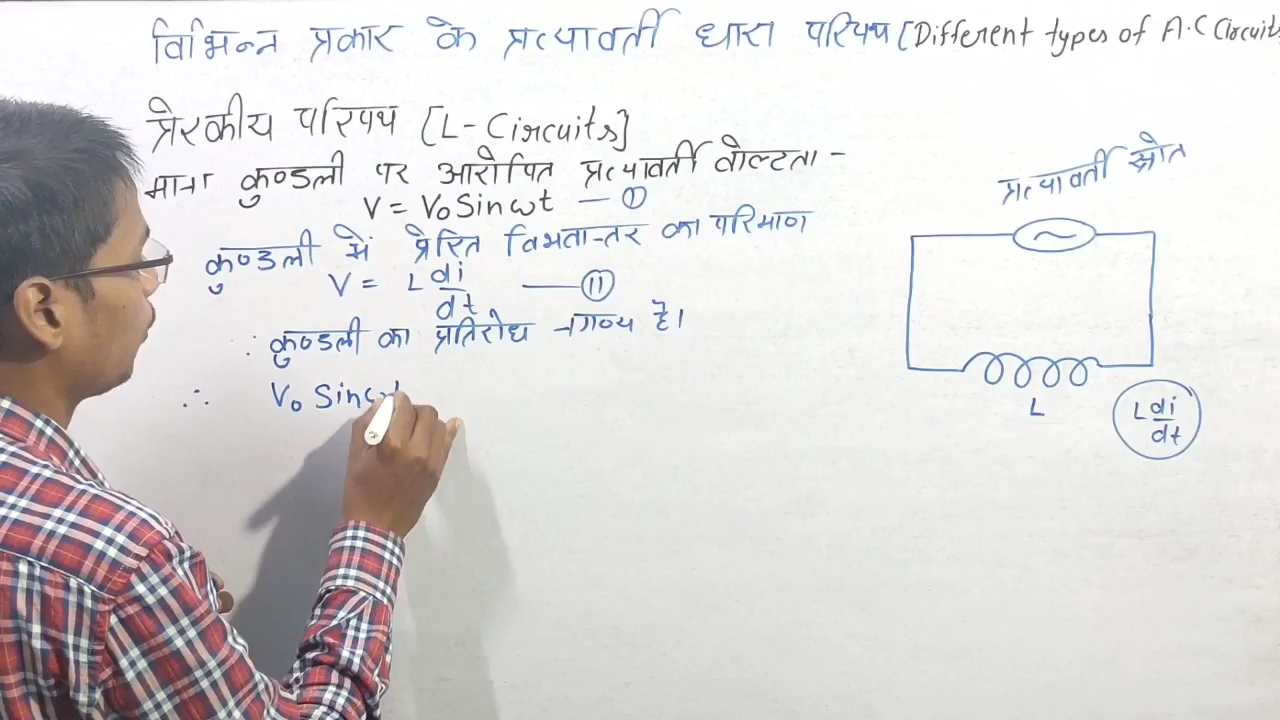 विभिन्न प्रकार के प्रत्यावर्ती धारा परिपथ [Different types of A.C Circuits
प्रेरकीय परिपथ [L-Circuits]
माना कुण्डली पर आरोपित प्रत्यावर्ती वोल्टता -
V = V₀ Sinωt — ①
कुण्डली में प्रेरित विभवान्तर का परिमाण
V = L di/dt — ⑪
∵ कुण्डली का प्रतिरोध नगण्य है।
∴ V₀ Sinωt
प्रत्यावर्ती स्रोत
~
L
L di/dt